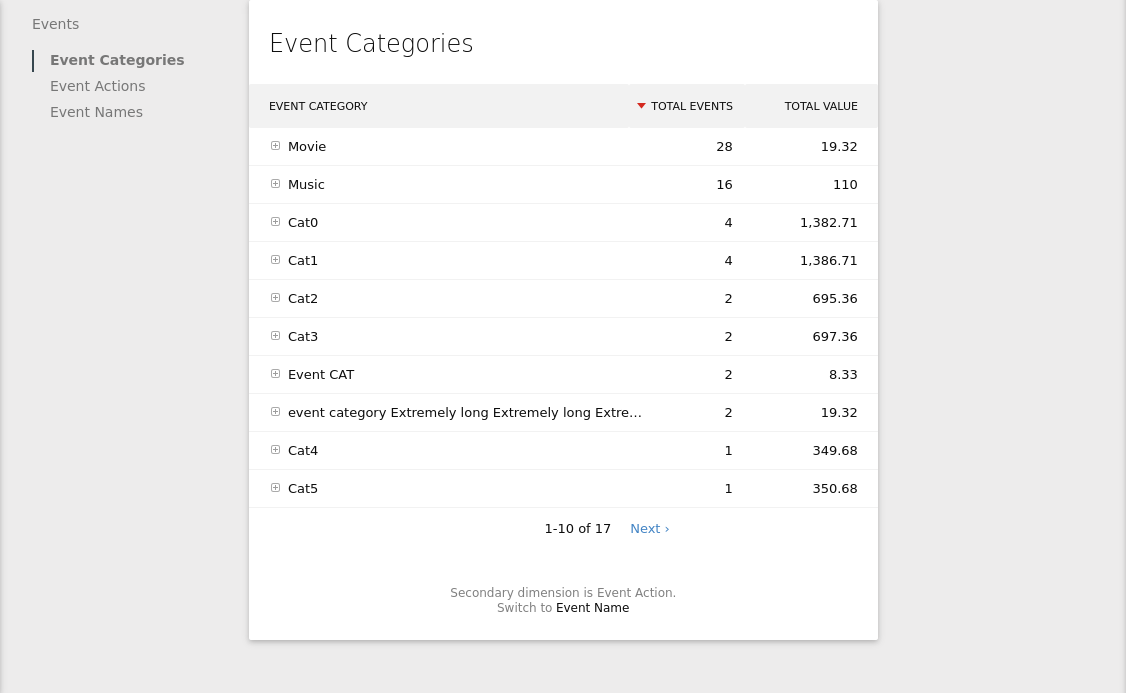 Events
Event Categories
Event Actions
Event Names
Event Categories
EVENT CATEGORY TOTAL EVENTS TOTAL VALUE
Movie 28 19.32
Music 16 110
Cat0 4 1,382.71
Cat1 4 1,386.71
Cat2 2 695.36
Cat3 2 697.36
Event CAT 2 8.33
event category Extremely long Extremely long Extre... 2 19.32
Cat4 1 349.68
Cat5 1 350.68
1-10 of 17 Next ›
Secondary dimension is Event Action.
Switch to Event Name